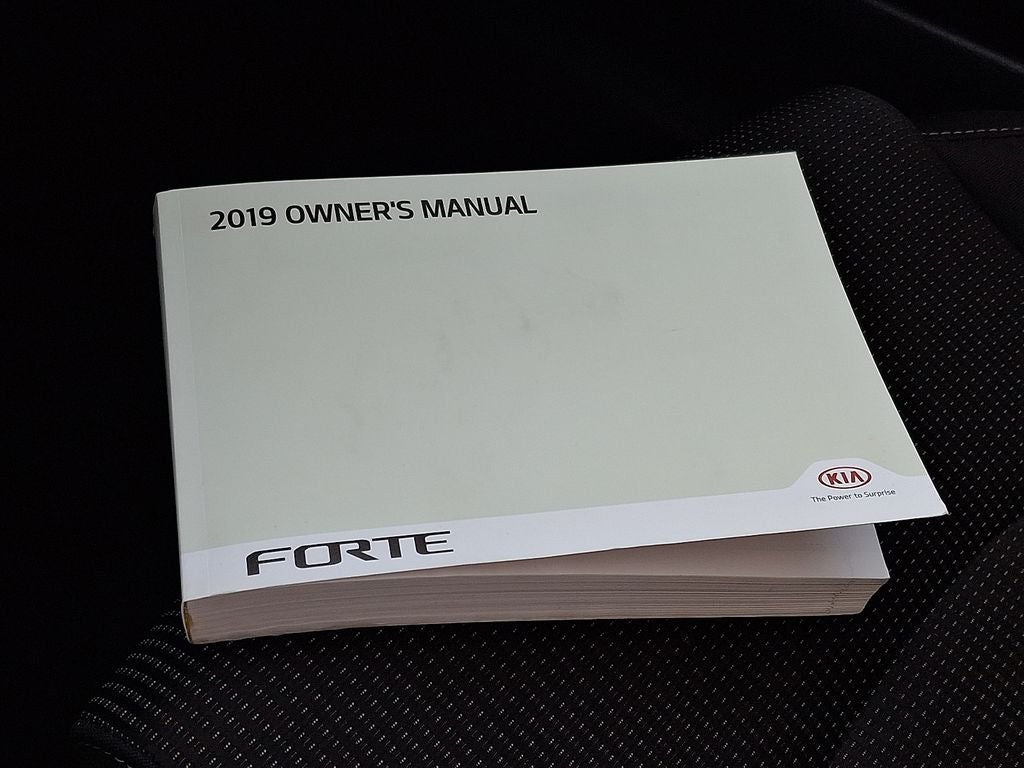 2019 OWNER'S MANUAL
KIA
The Power to Surprise
FORTE